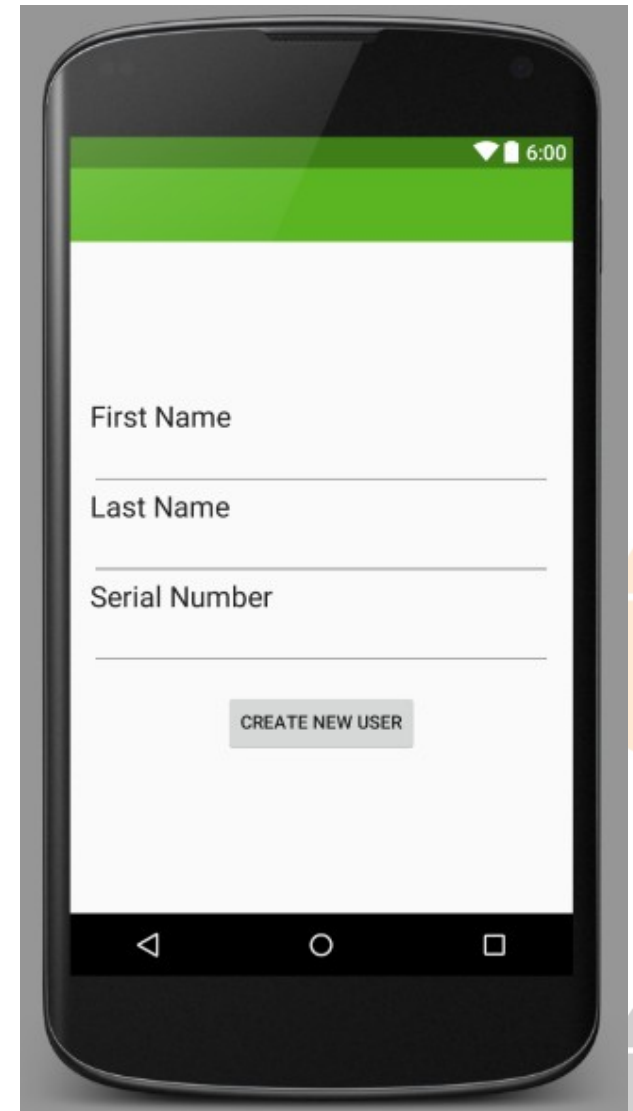 6:00
First Name
Last Name
Serial Number
CREATE NEW USER